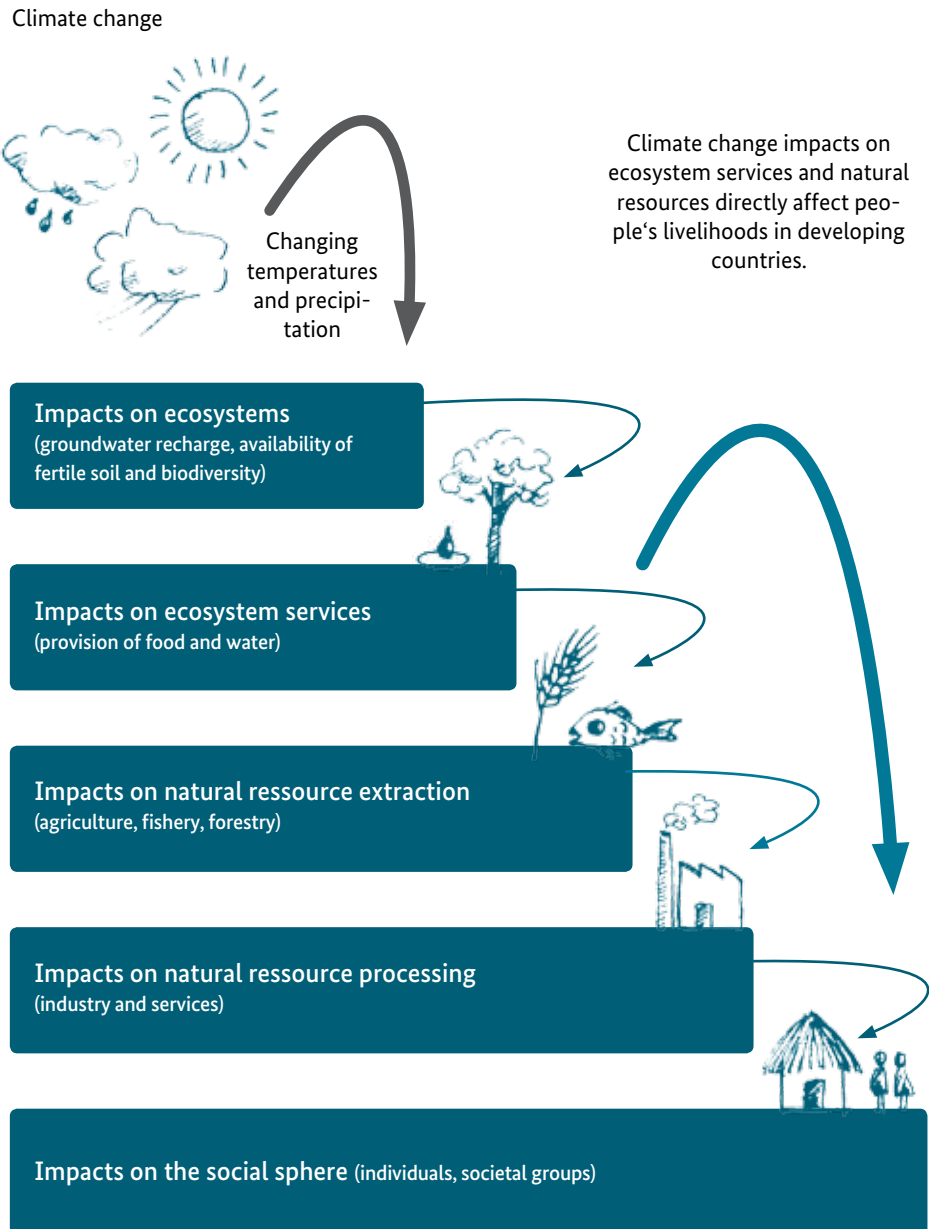 Climate change
Climate change impacts on
ecosystem services and natural
resources directly affect peo-
ple‘s livelihoods in developing
countries.
Changing
temperatures
and precipi-
tation
Impacts on ecosystems
(groundwater recharge, availability of
fertile soil and biodiversity)
Impacts on ecosystem services
(provision of food and water)
Impacts on natural ressource extraction
(agriculture, fishery, forestry)
Impacts on natural ressource processing
(industry and services)
Impacts on the social sphere (individuals, societal groups)